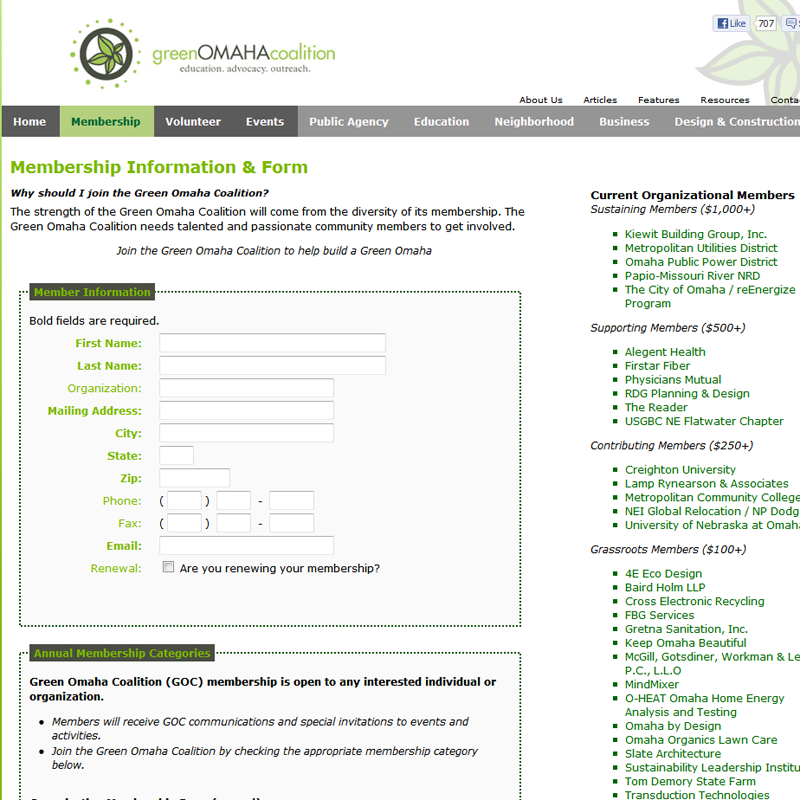 greenOMAHAcoalition
education. advocacy. outreach.
Like 707
About Us Articles Features Resources
Home Membership Volunteer Events Public Agency Education Neighborhood Business Design & Construction
Membership Information & Form
Why should I join the Green Omaha Coalition?
The strength of the Green Omaha Coalition will come from the diversity of its membership. The
Green Omaha Coalition needs talented and passionate community members to get involved.
Join the Green Omaha Coalition to help build a Green Omaha
Member Information
Bold fields are required.
First Name:
Last Name:
Organization:
Mailing Address:
City:
State:
Zip:
Phone: ( ) -
Fax: ( ) -
Email:
Renewal: Are you renewing your membership?
Annual Membership Categories
Green Omaha Coalition (GOC) membership is open to any interested individual or
organization.
Members will receive GOC communications and special invitations to events and
activities.
Join the Green Omaha Coalition by checking the appropriate membership category
below.
Current Organizational Members
Sustaining Members ($1,000+)
Kiewit Building Group, Inc.
Metropolitan Utilities District
Omaha Public Power District
Papio-Missouri River NRD
The City of Omaha / reEnergize
Program
Supporting Members ($500+)
Alegent Health
Firstar Fiber
Physicians Mutual
RDG Planning & Design
The Reader
USGBC NE Flatwater Chapter
Contributing Members ($250+)
Creighton University
Lamp Rynearson & Associates
Metropolitan Community College
NEI Global Relocation / NP
University of Nebraska at Omaha
Grassroots Members ($100+)
4E Eco Design
Baird Holm LLP
Cross Electronic Recycling
FBG Services
Gretna Sanitation, Inc.
Keep Omaha Beautiful
McGill, Gotsdiner, Workman &
P.C., L.L.O
MindMixer
O-HEAT Omaha Home Energy
Analysis and Testing
Omaha by Design
Omaha Organics Lawn Care
Slate Architecture
Sustainability Leadership
Tom Demory State Farm
Transduction Technologies